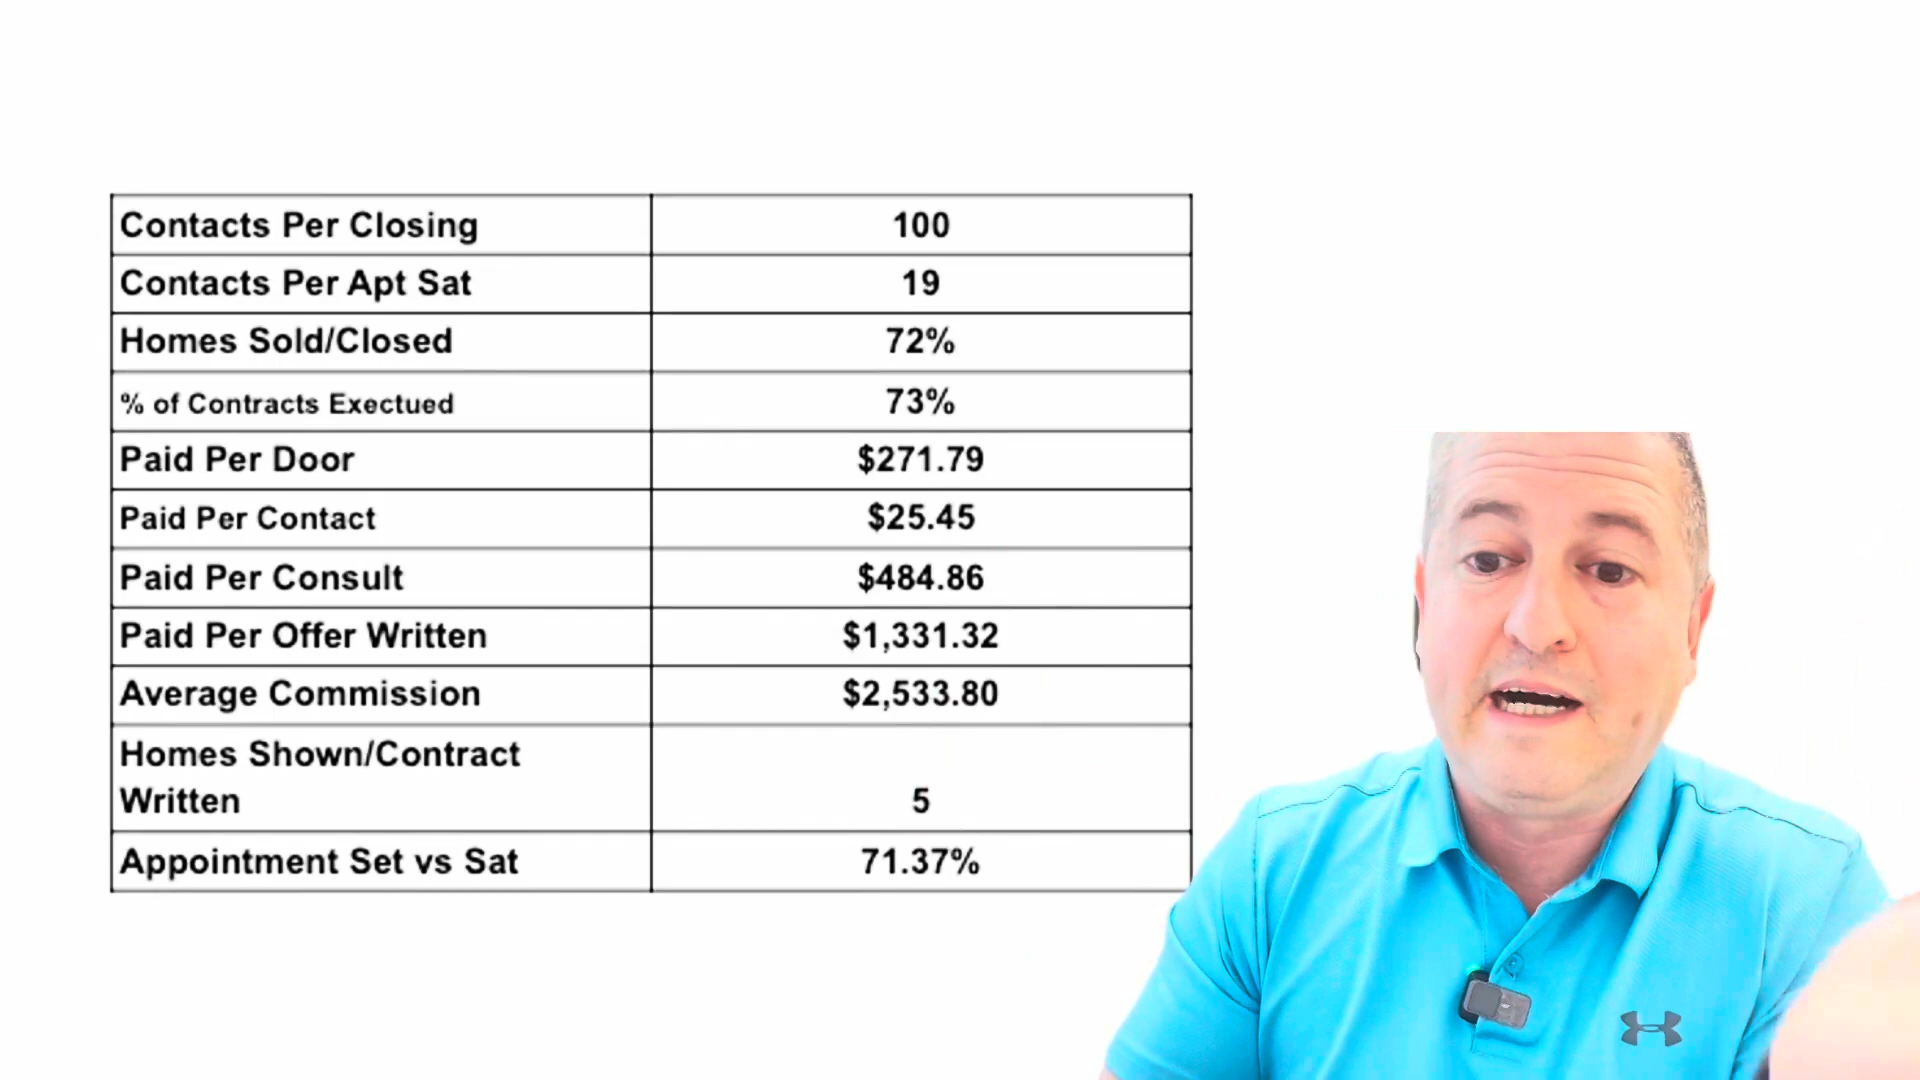 Contacts Per Closing 100
Contacts Per Apt Sat 19
Homes Sold/Closed 72%
% of Contracts Exectued 73%
Paid Per Door $271.79
Paid Per Contact $25.45
Paid Per Consult $484.86
Paid Per Offer Written $1,331.32
Average Commission $2,533.80
Homes Shown/Contract
Written 5
Appointment Set vs Sat 71.37%